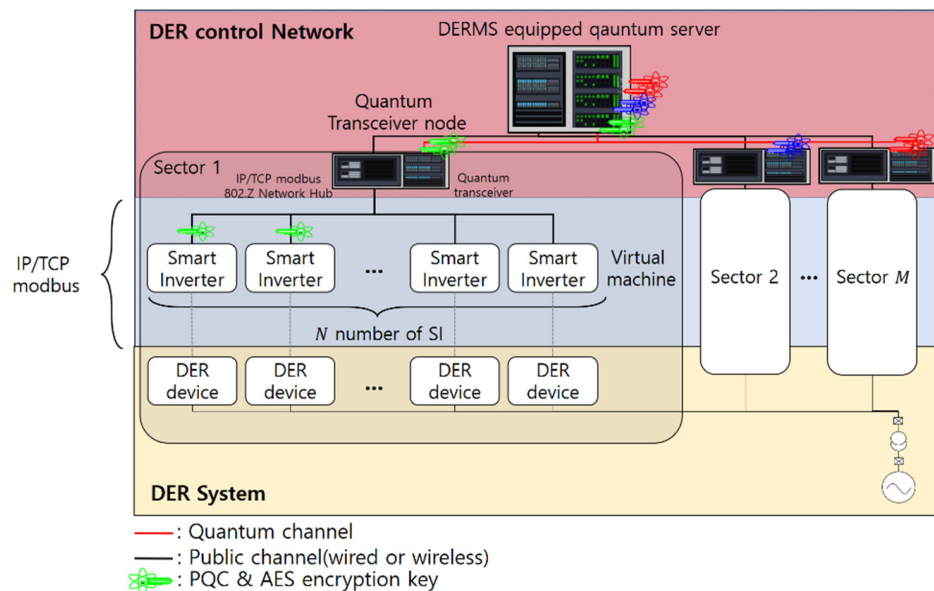 DER control Network
DERMS equipped qauntum server
Quantum
Transceiver node
Sector 1
IP/TCP modbus
802.Z Network Hub
Quantum
transceiver
IP/TCP
modbus
Smart
Inverter
Smart
Inverter
...
Smart
Inverter
Smart
Inverter
Virtual
machine
Sector 2
...
Sector M
N number of SI
DER
device
DER
device
...
DER
device
DER
device
DER System
: Quantum channel
: Public channel(wired or wireless)
: PQC & AES encryption key